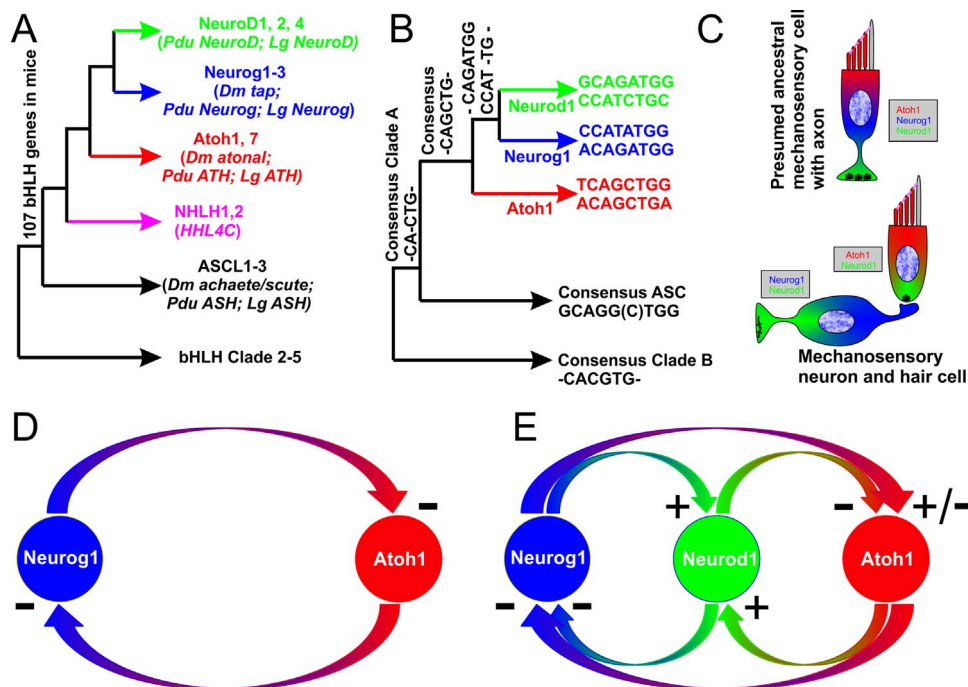 A
107 bHLH genes in mice
NeuroD1, 2, 4
(Pdu NeuroD; Lg NeuroD)
Neurog1-3
(Dm tap;
Pdu Neurog; Lg Neurog)
Atoh1, 7
(Dm atonal;
Pdu ATH; Lg ATH)
NHLH1,2
(HHL4C)
ASCL1-3
(Dm achaete/scute;
Pdu ASH; Lg ASH)
bHLH Clade 2-5
B
Consensus Clade A
-CA-CTG-
Consensus
-CAGCTG-
- CAGATGG
CCAT -TG -
Neurod1
GCAGATGG
CCATCTGC
Neurog1
CCATATGG
ACAGATGG
Atoh1
TCAGCTGG
ACAGCTGA
Consensus ASC
GCAGG(C)TGG
Consensus Clade B
-CACGTG-
C
Presumed ancestral
mechanosensory cell
with axon
Atoh1
Neurog1
Neurod1
Atoh1
Neurod1
Neurog1
Neurod1
Mechanosensory
neuron and hair cell
D
Neurog1
Atoh1
-
-
E
Neurog1
Neurod1
Atoh1
+
-
+/-
-
-
+